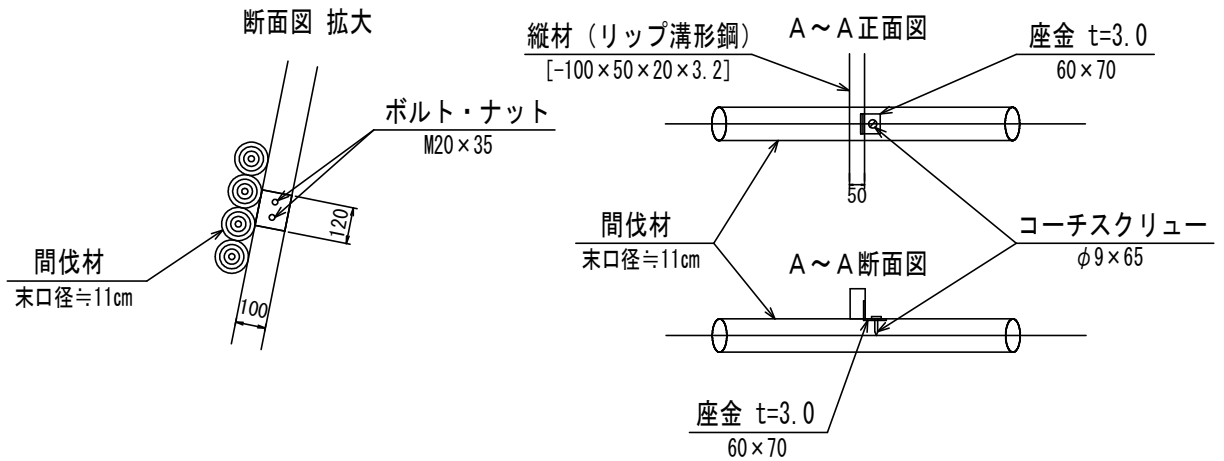 断面図 拡大
ボルト・ナット
M20×35
120
間伐材
末口径≒11cm
100
A～A正面図
縦材（リップ溝形鋼）
[-100×50×20×3.2]
座金 t=3.0
60×70
50
間伐材
末口径≒11cm
コーチスクリュー
φ9×65
A～A断面図
座金 t=3.0
60×70